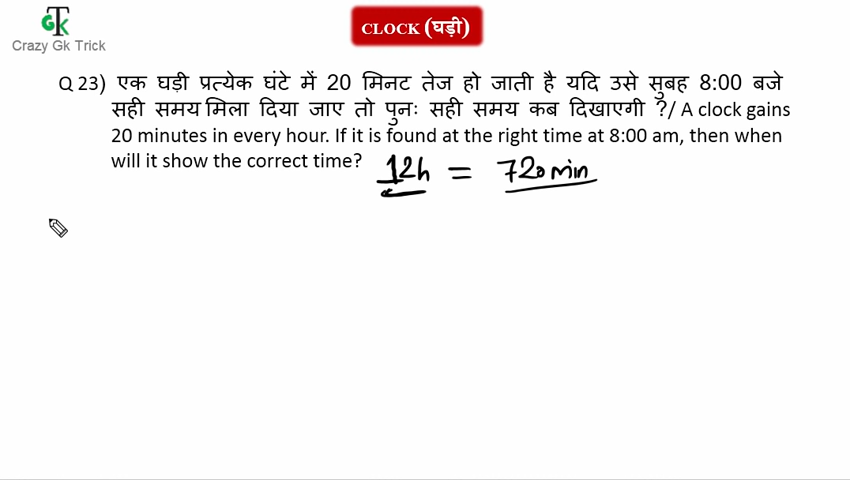 GTK
Crazy Gk Trick
CLOCK (घड़ी)
Q 23) एक घड़ी प्रत्येक घंटे में 20 मिनट तेज हो जाती है यदि उसे सुबह 8:00 बजे
सही समय मिला दिया जाए तो पुनः सही समय कब दिखाएगी ?/ A clock gains
20 minutes in every hour. If it is found at the right time at 8:00 am, then when
will it show the correct time? 12h = 720 min